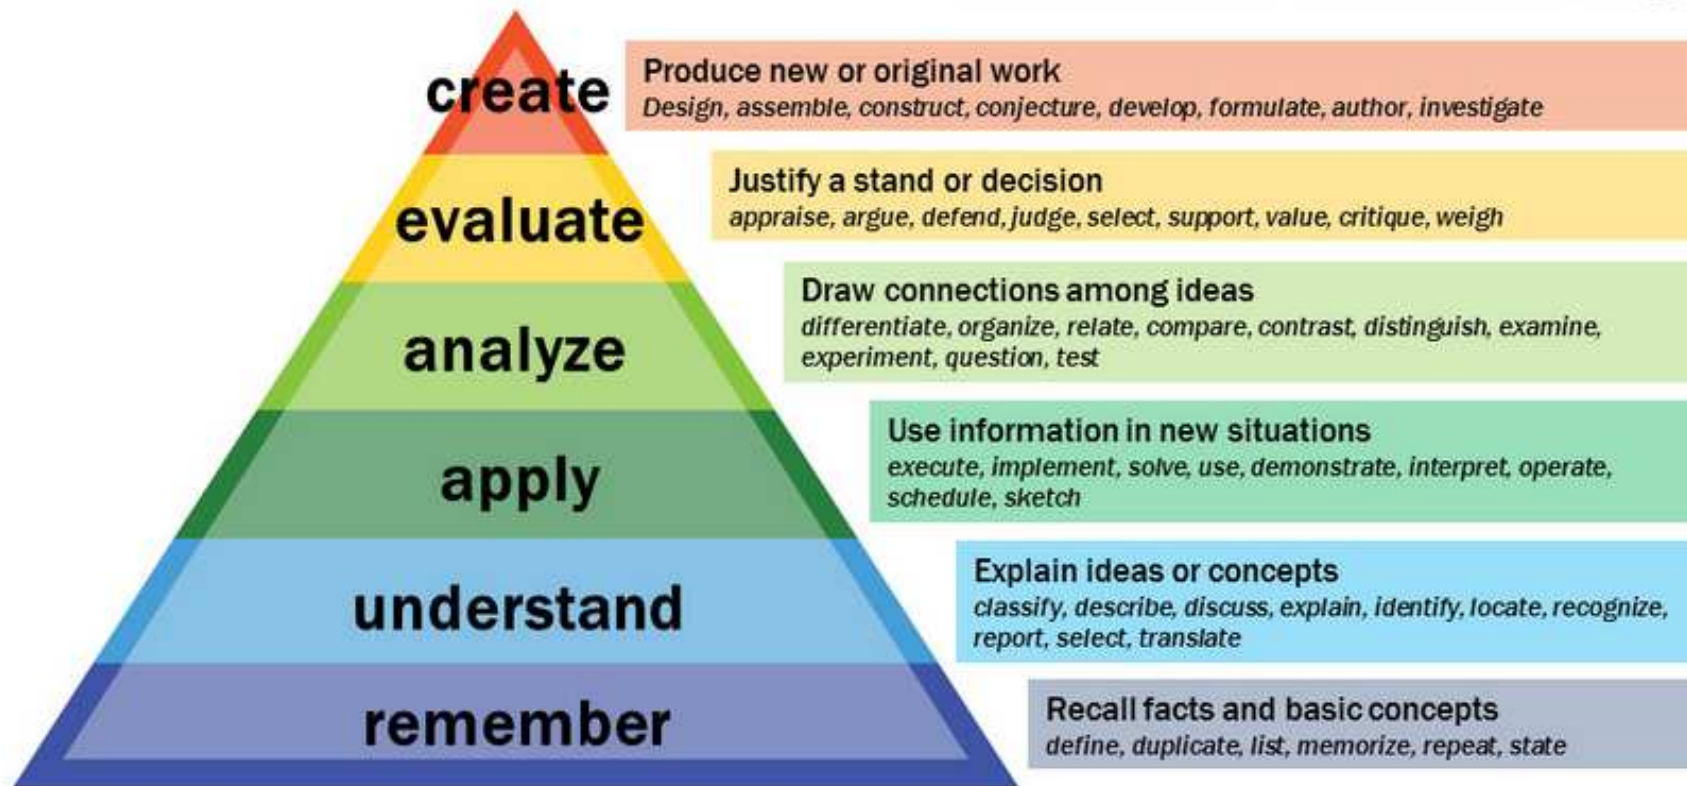 create
Produce new or original work
Design, assemble, construct, conjecture, develop, formulate, author, investigate
evaluate
Justify a stand or decision
appraise, argue, defend, judge, select, support, value, critique, weigh
analyze
Draw connections among ideas
differentiate, organize, relate, compare, contrast, distinguish, examine,
experiment, question, test
apply
Use information in new situations
execute, implement, solve, use, demonstrate, interpret, operate,
schedule, sketch
understand
Explain ideas or concepts
classify, describe, discuss, explain, identify, locate, recognize,
report, select, translate
remember
Recall facts and basic concepts
define, duplicate, list, memorize, repeat, state